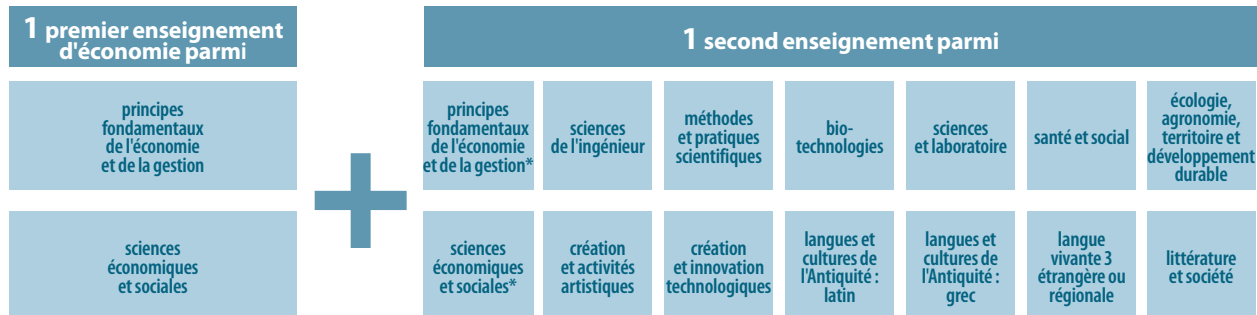 1 premier enseignement
d'économie parmi
1 second enseignement parmi
principes
fondamentaux
de l'économie
et de la gestion
principes
fondamentaux
de l'économie
et de la gestion*
sciences
de l'ingénieur
méthodes
et pratiques
scientifiques
bio-
technologies
sciences
et laboratoire
santé et social
écologie,
agronomie,
territoire et
développement
durable
+
sciences
économiques
et sociales
sciences
économiques
et sociales*
création
et activités
artistiques
création
et innovation
technologiques
langues et
cultures de
l'Antiquité :
latin
langues et
cultures de
l'Antiquité :
grec
langue
vivante 3
étrangère ou
régionale
littérature
et société